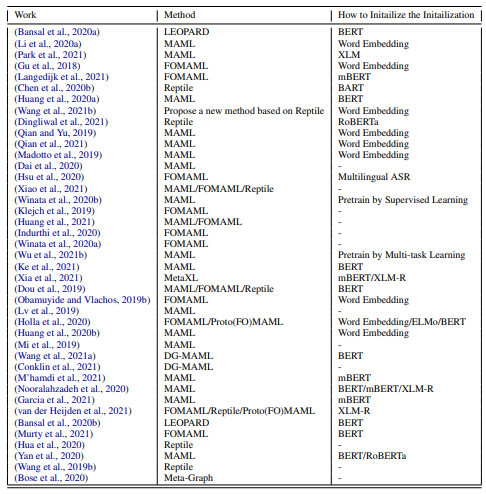 Work Method How to Initailize the Initailization
(Bansal et al., 2020a) LEOPARD BERT
(Li et al., 2020a) MAML Word Embedding
(Park et al., 2021) MAML XLM
(Gu et al., 2018) FOMAML Word Embedding
(Langedijk et al., 2021) FOMAML mBERT
(Chen et al., 2020b) Reptile BART
(Huang et al., 2020a) MAML BERT
(Wang et al., 2021b) Propose a new method based on Reptile Word Embedding
(Dingliwal et al., 2021) Reptile RoBERTa
(Qian and Yu, 2019) MAML Word Embedding
(Qian et al., 2021) MAML Word Embedding
(Madotto et al., 2019) MAML Word Embedding
(Dai et al., 2020) MAML -
(Hsu et al., 2020) FOMAML Multilingual ASR
(Xiao et al., 2021) MAML/FOMAML/Reptile -
(Winata et al., 2020b) MAML Pretrain by Supervised Learning
(Klejch et al., 2019) FOMAML -
(Huang et al., 2021) MAML/FOMAML -
(Indurthi et al., 2020) FOMAML -
(Winata et al., 2020a) FOMAML -
(Wu et al., 2021b) MAML Pretrain by Multi-task Learning
(Ke et al., 2021) MAML BERT
(Xia et al., 2021) MetaXL mBERT/XLM-R
(Dou et al., 2019) MAML/FOMAML/Reptile BERT
(Obamuyide and Vlachos, 2019b) FOMAML Word Embedding
(Lv et al., 2019) MAML -
(Holla et al., 2020) FOMAML/Proto(FO)MAML Word Embedding/ELMo/BERT
(Huang et al., 2020b) MAML Word Embedding
(Mi et al., 2019) MAML -
(Wang et al., 2021a) DG-MAML BERT
(Conklin et al., 2021) DG-MAML -
(M'hamdi et al., 2021) MAML mBERT
(Nooralahzadeh et al., 2020) MAML BERT/mBERT/XLM-R
(Garcia et al., 2021) MAML mBERT
(van der Heijden et al., 2021) FOMAML/Reptile/Proto(FO)MAML XLM-R
(Bansal et al., 2020b) LEOPARD BERT
(Murty et al., 2021) FOMAML BERT
(Hua et al., 2020) Reptile -
(Yan et al., 2020) MAML BERT/RoBERTa
(Wang et al., 2019b) Reptile -
(Bose et al., 2020) Meta-Graph -